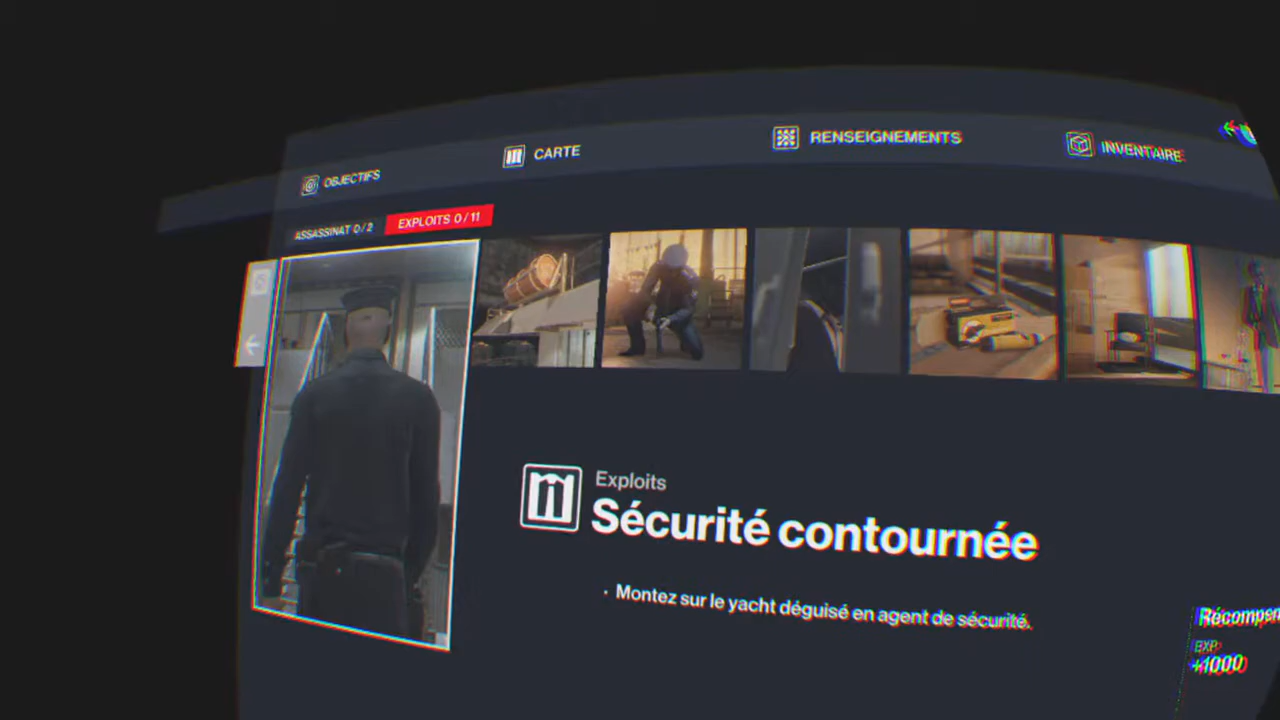 OBJECTIFS
CARTE
RENSEIGNEMENTS
INVENTAIRE
ASSASSINAT 0/2
EXPLOITS 0/11
Exploits
Sécurité contournée
· Montez sur le yacht déguisé en agent de sécurité.
Récompen
EXP
+1000